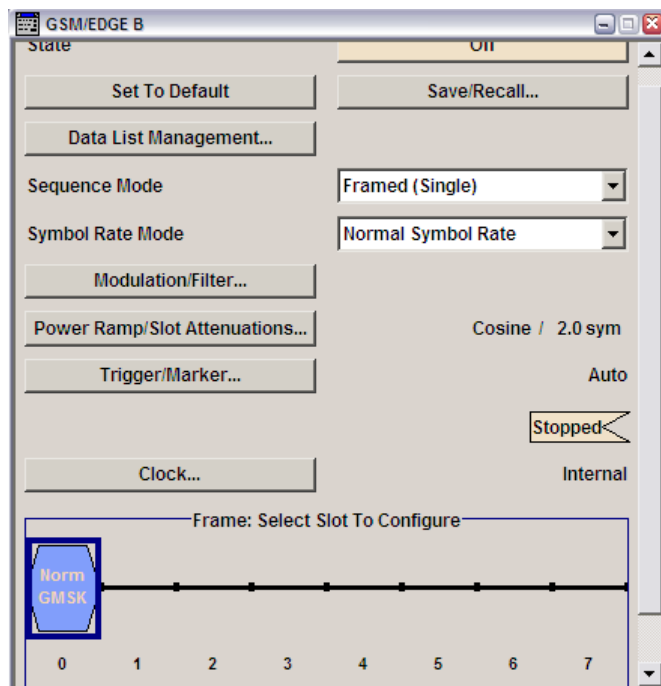 GSM/EDGE B
State
Set To Default
Save/Recall...
Data List Management...
Sequence Mode
Framed (Single)
Symbol Rate Mode
Normal Symbol Rate
Modulation/Filter...
Power Ramp/Slot Attenuations...
Cosine / 2.0 sym
Trigger/Marker...
Auto
Stopped
Clock...
Internal
Frame: Select Slot To Configure
Norm
GMSK
0 1 2 3 4 5 6 7